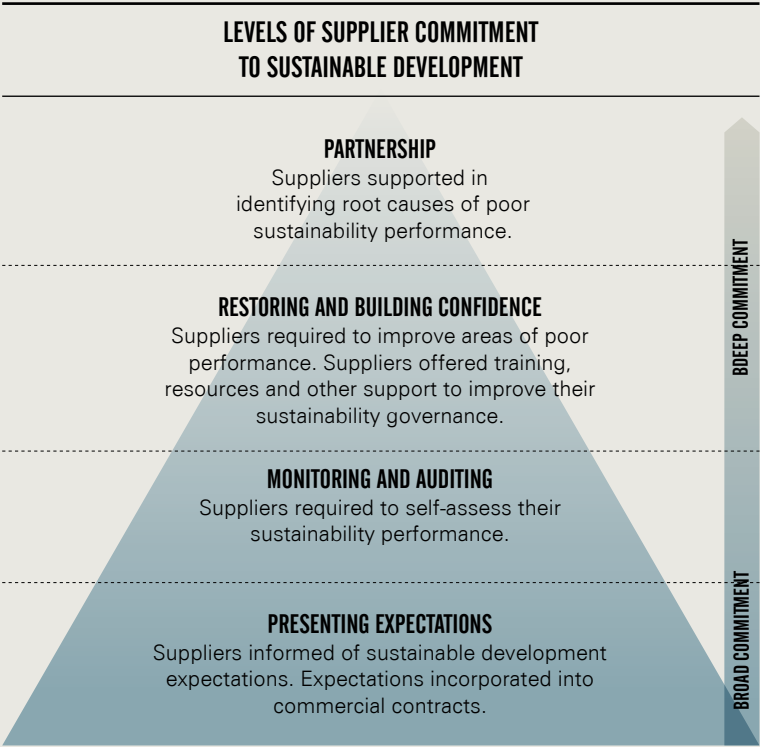 LEVELS OF SUPPLIER COMMITMENT
TO SUSTAINABLE DEVELOPMENT
PARTNERSHIP
Suppliers supported in
identifying root causes of poor
sustainability performance.
RESTORING AND BUILDING CONFIDENCE
Suppliers required to improve areas of poor
performance. Suppliers offered training,
resources and other support to improve their
sustainability governance.
MONITORING AND AUDITING
Suppliers required to self-assess their
sustainability performance.
PRESENTING EXPECTATIONS
Suppliers informed of sustainable development
expectations. Expectations incorporated into
commercial contracts.
BDEEP COMMITMENT
BROAD COMMITMENT